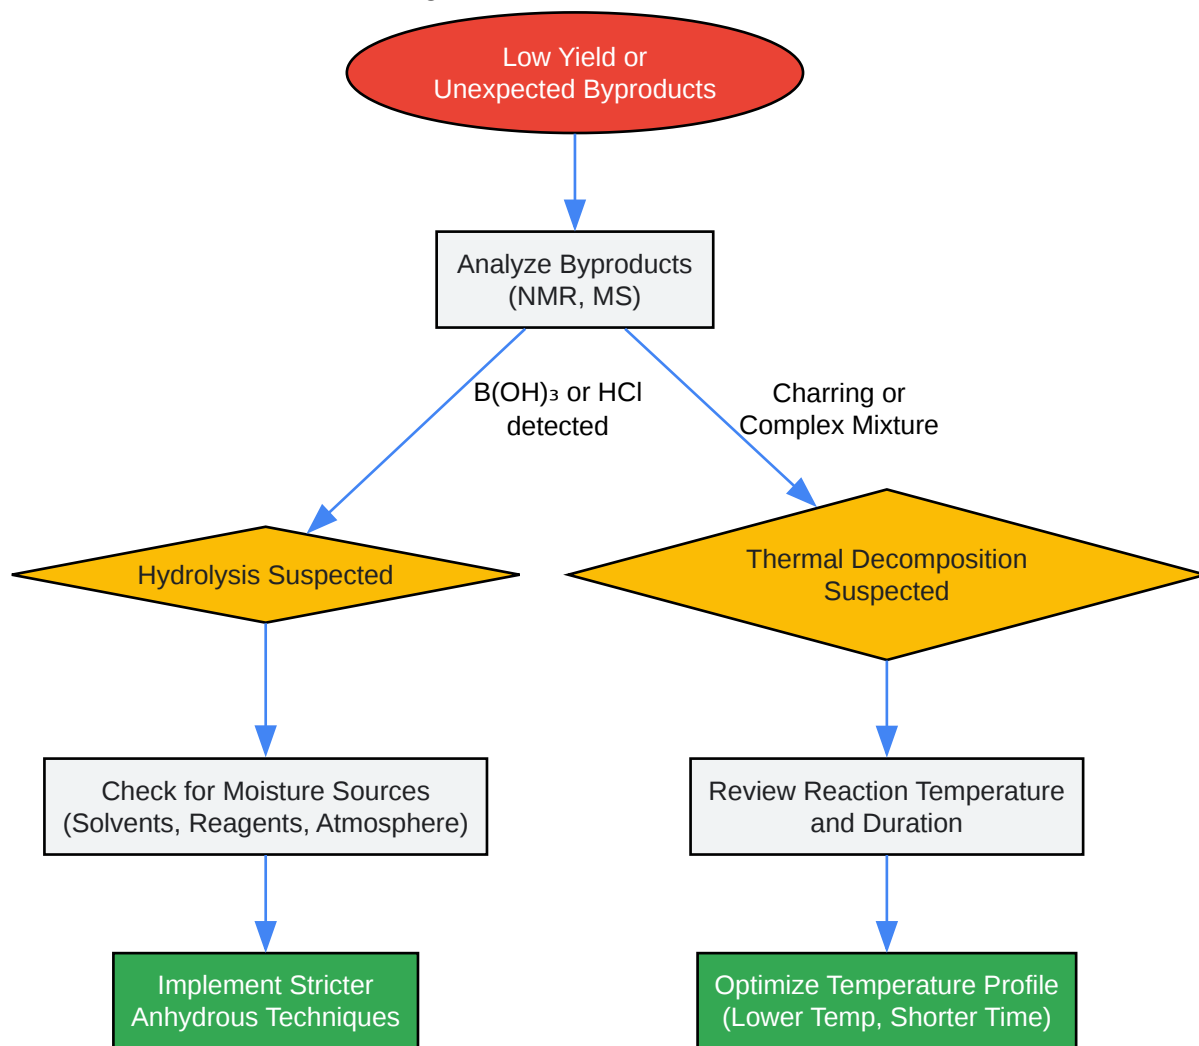 Low Yield or
Unexpected Byproducts
Analyze Byproducts
(NMR, MS)
B(OH)₃ or HCl
detected
Charring or
Complex Mixture
Hydrolysis Suspected
Thermal Decomposition
Suspected
Check for Moisture Sources
(Solvents, Reagents, Atmosphere)
Review Reaction Temperature
and Duration
Implement Stricter
Anhydrous Techniques
Optimize Temperature Profile
(Lower Temp, Shorter Time)